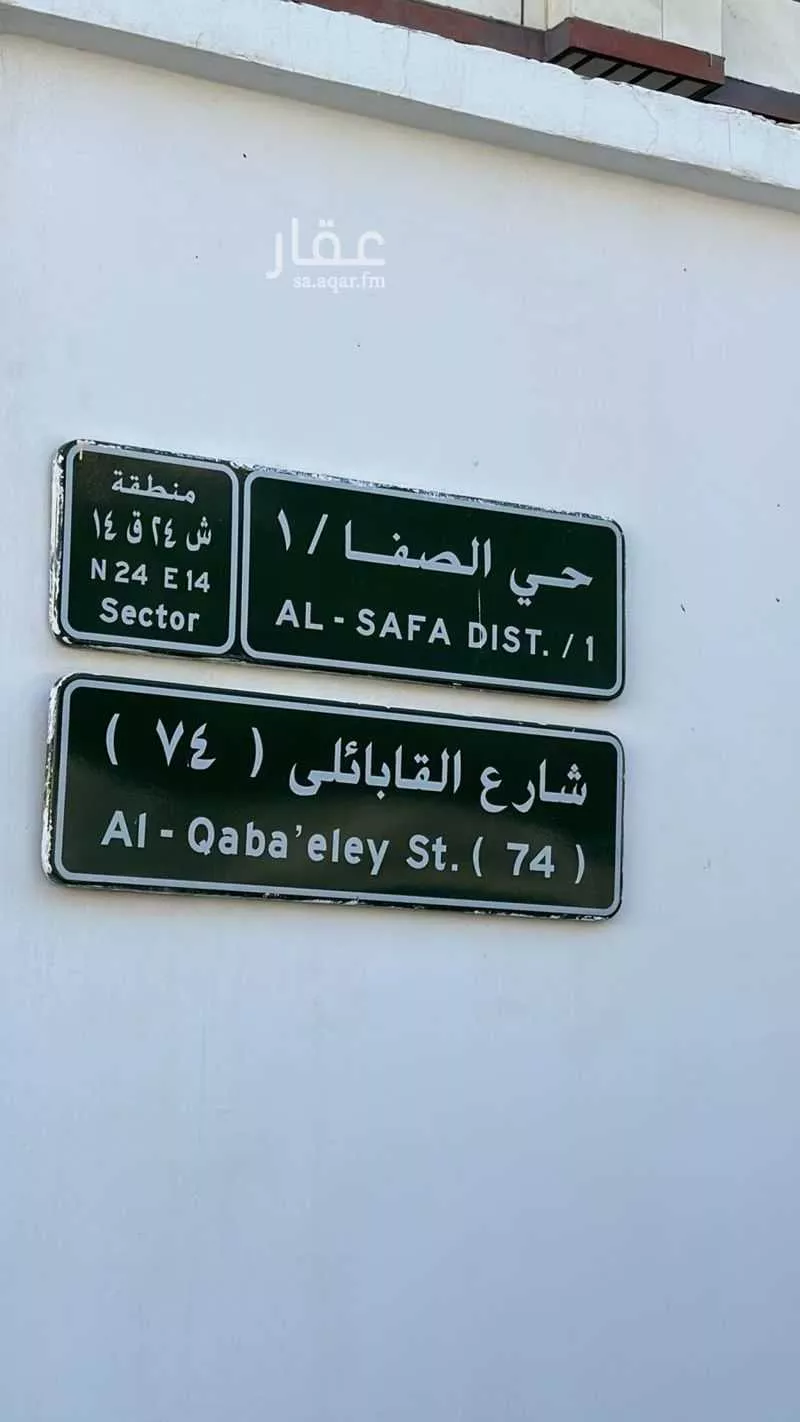 عقار
sa.aqar.fm
منطقة
ش ٢٤ ق ١٤
N 24 E 14
Sector
حي الصفا / ١
AL - SAFA DIST. / 1
شارع القابائلى ( ٧٤ )
Al - Qaba'eley St. ( 74 )